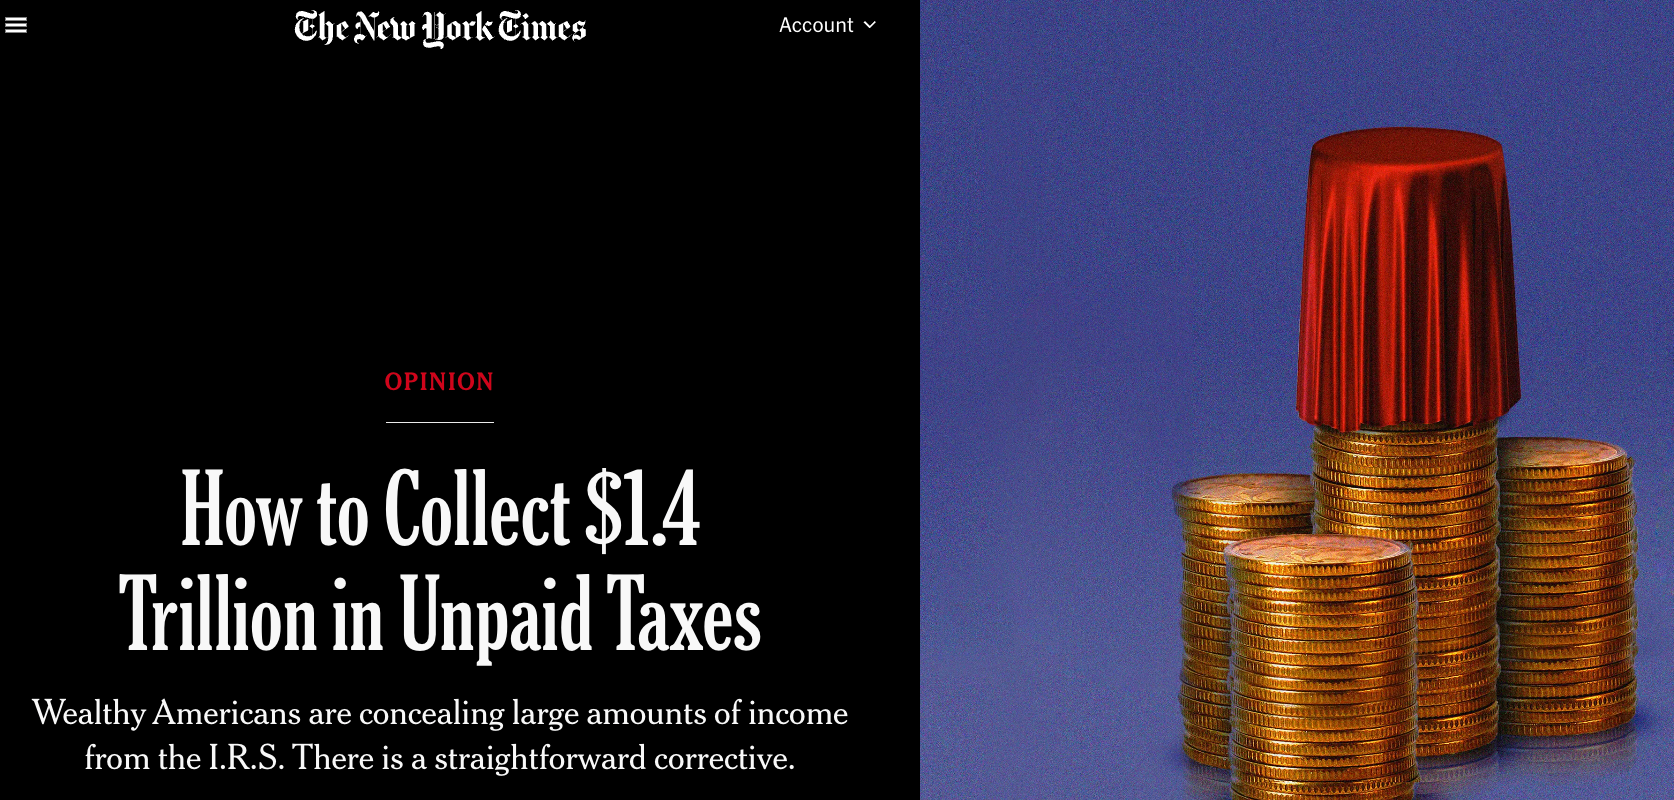 The New York Times
Account
OPINION
How to Collect $1.4
Trillion in Unpaid Taxes
Wealthy Americans are concealing large amounts of income
from the I.R.S. There is a straightforward corrective.